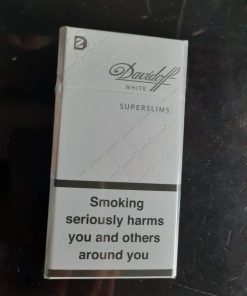 Davidoff
WHITE
SUPERSLIMS
Smoking
seriously harms
you and others
around you